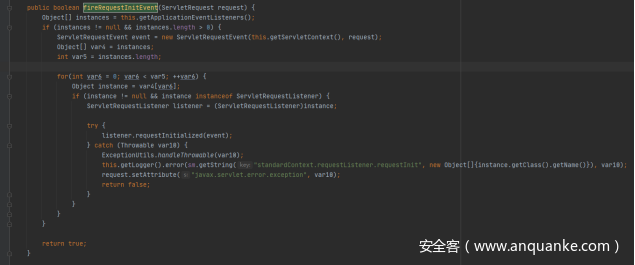 public boolean fireRequestInitEvent(ServletRequest request) {
Object[] instances = this.getApplicationEventListeners();
if (instances != null && instances.length > 0) {
ServletRequestEvent event = new ServletRequestEvent(this.getServletContext(), request);
Object[] var4 = instances;
int var5 = instances.length;
for(int var6 = 0; var6 < var5; ++var6) {
Object instance = var4[var6];
if (instance != null && instance instanceof ServletRequestListener) {
ServletRequestListener listener = (ServletRequestListener)instance;
try {
listener.requestInitialized(event);
} catch (Throwable var10) {
ExceptionUtils.handleThrowable(var10);
this.getLogger().error(sm.getString( key: "standardContext.requestListener.requestInit", new Object[]{instance.getClass().getName()}), var10);
request.setAttribute( s: "javax.servlet.error.exception", var10);
return false;
}
}
}
}
return true;
}
安全客（www.anquanke.com）